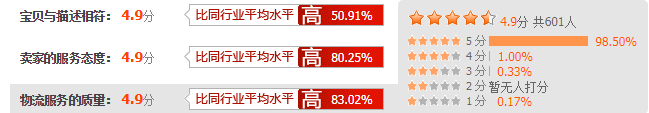 宝贝与描述相符： 4.9分 比同行业平均水平 高 50.91%
卖家的服务态度： 4.9分 比同行业平均水平 高 80.25%
物流服务的质量： 4.9分 比同行业平均水平 高 83.02%
4.9分 共601人
5 分 98.50%
4 分 1.00%
3 分 0.33%
2 分 暂无人打分
1 分 0.17%